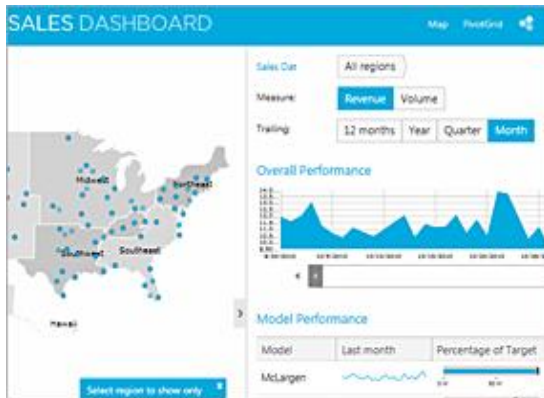 SALES DASHBOARD
Map PivotGrid
Sales Dat All regions
Measure: Revenue Volume
Trailing: 12 months Year Quarter Month
Overall Performance
Midwest
Northeast
Southwest
Southeast
Hawaii
Model Performance
Model Last month Percentage of Target
McLargen
Select region to show only